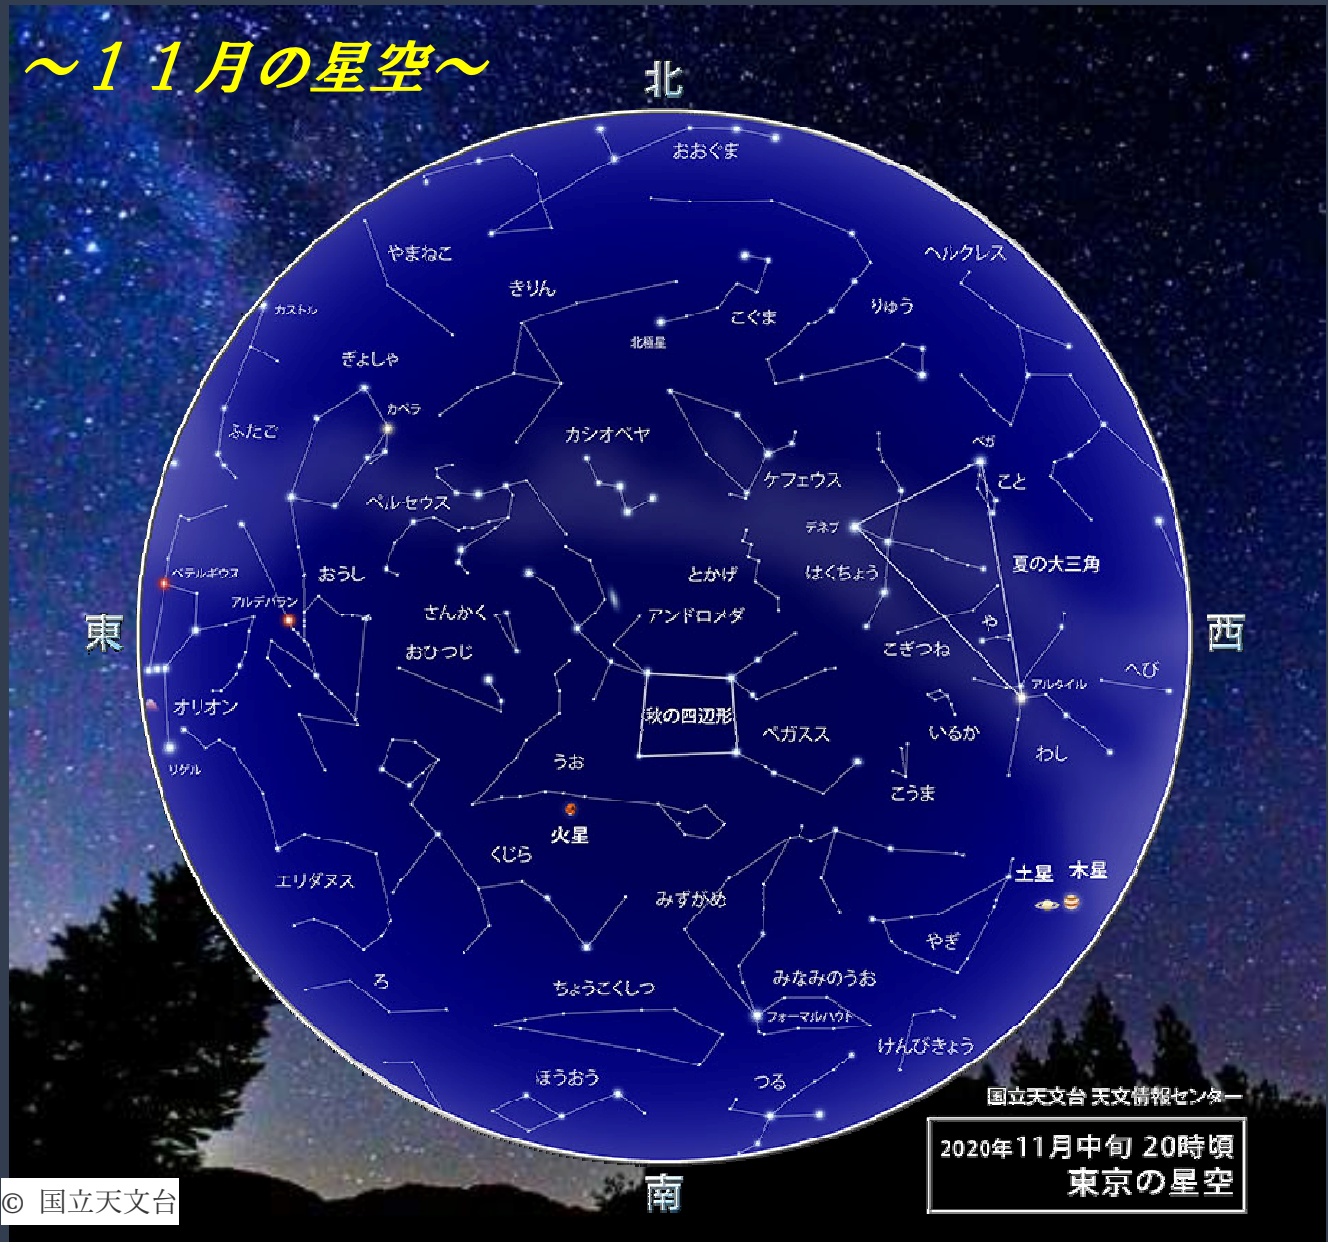 ～１１月の星空～
北
おおぐま
やまねこ
ヘルクレス
きりん
りゅう
カストル
こぐま
北極星
ぎょしゃ
カペラ
ふたご
カシオペヤ
ベガ
ケフェウス
こと
ペルセウス
デネブ
夏の大三角
ベテルギウス
おうし
とかげ
はくちょう
アルデバラン
さんかく
アンドロメダ
や
東
西
おひつじ
こぎつね
へび
アルタイル
オリオン
秋の四辺形
ペガスス
いるか
わし
リゲル
うお
こうま
火星
くじら
土星
木星
エリダヌス
みずがめ
やぎ
ろ
ちょうこくしつ
みなみのうお
フォーマルハウト
けんびきょう
ほうおう
つる
国立天文台 天文情報センター
2020年11月中旬 20時頃
東京の星空
南
© 国立天文台